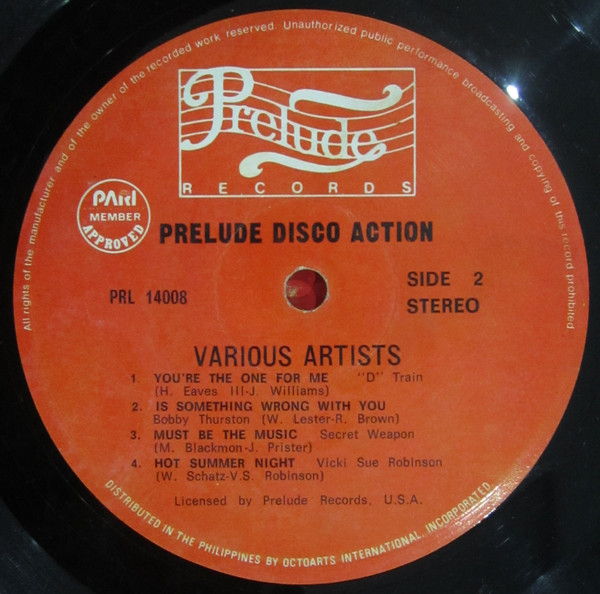 All rights of the manufacturer and of the owner of the recorded work reserved. Unauthorized public performance broadcasting and copying of this record prohibited.
Prelude
RECORDS
PARI
MEMBER
APPROVED
PRELUDE DISCO ACTION
PRL 14008
SIDE 2
STEREO
VARIOUS ARTISTS
1. YOU'RE THE ONE FOR ME "D" Train
(H. Eaves III-J. Williams)
2. IS SOMETHING WRONG WITH YOU
Bobby Thurston (W. Lester-R. Brown)
3. MUST BE THE MUSIC Secret Weapon
(M. Blackmon-J. Prister)
4. HOT SUMMER NIGHT Vicki Sue Robinson
(W. Schatz-V.S. Robinson)
Licensed by Prelude Records, U.S.A.
DISTRIBUTED IN THE PHILIPPINES BY OCTOARTS INTERNATIONAL, INCORPORATED